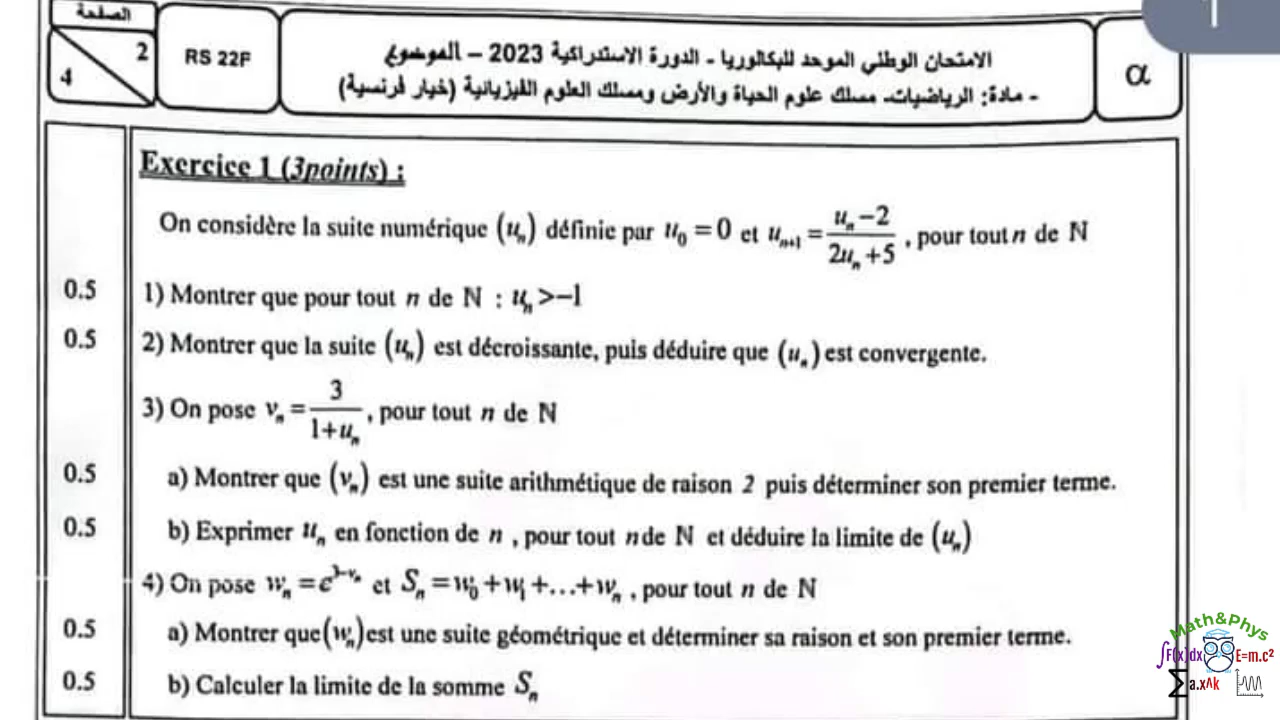 1
الصفحة
2
4
RS 22F
الامتحان الوطني الموحد للبكالوريا - الدورة الاستدراكية 2023 – الموضوع
- مادة: الرياضيات- مسلك علوم الحياة والأرض ومسلك العلوم الفيزيائية (خيار فرنسية)
α
Exercice 1 (3points) :
On considère la suite numérique (uₙ) définie par u₀ = 0 et uₙ₊₁ = (uₙ−2)/(2uₙ+5) , pour tout n de ℕ
0.5 1) Montrer que pour tout n de ℕ : uₙ >−1
0.5 2) Montrer que la suite (uₙ) est décroissante, puis déduire que (uₙ) est convergente.
3) On pose vₙ = 3/(1+uₙ) , pour tout n de ℕ
0.5 a) Montrer que (vₙ) est une suite arithmétique de raison 2 puis déterminer son premier terme.
0.5 b) Exprimer uₙ en fonction de n , pour tout n de ℕ et déduire la limite de (uₙ)
4) On pose wₙ = e^(3−vₙ) et Sₙ = w₀ + w₁ +…+ wₙ , pour tout n de ℕ
0.5 a) Montrer que (wₙ) est une suite géométrique et déterminer sa raison et son premier terme.
0.5 b) Calculer la limite de la somme Sₙ
Math&Phys
∫F(x)dx E=m.c²
∑ a.x^k